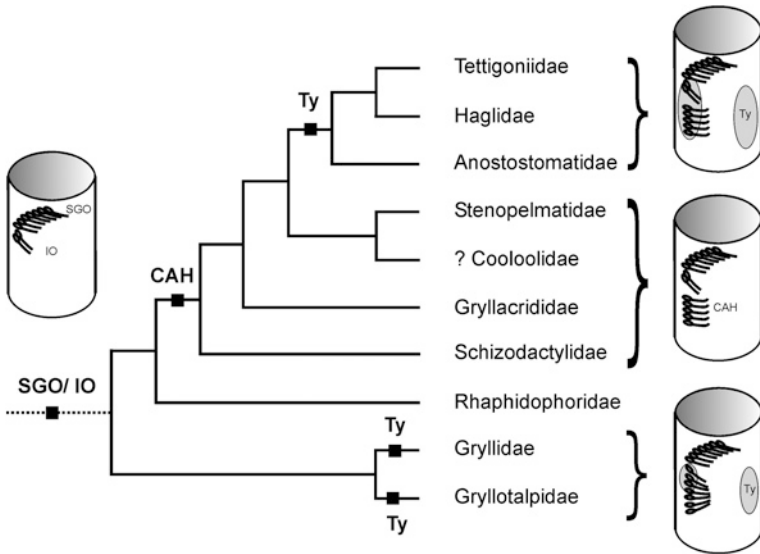 Tettigoniidae
Ty
Haglidae
Ty
Anostostomatidae
SGO
IO
Stenopelmatidae
? Cooloolidae
CAH
Gryllacrididae
CAH
Schizodactylidae
SGO/ IO
Rhaphidophoridae
Ty
Gryllidae
Ty
Gryllotalpidae
Ty